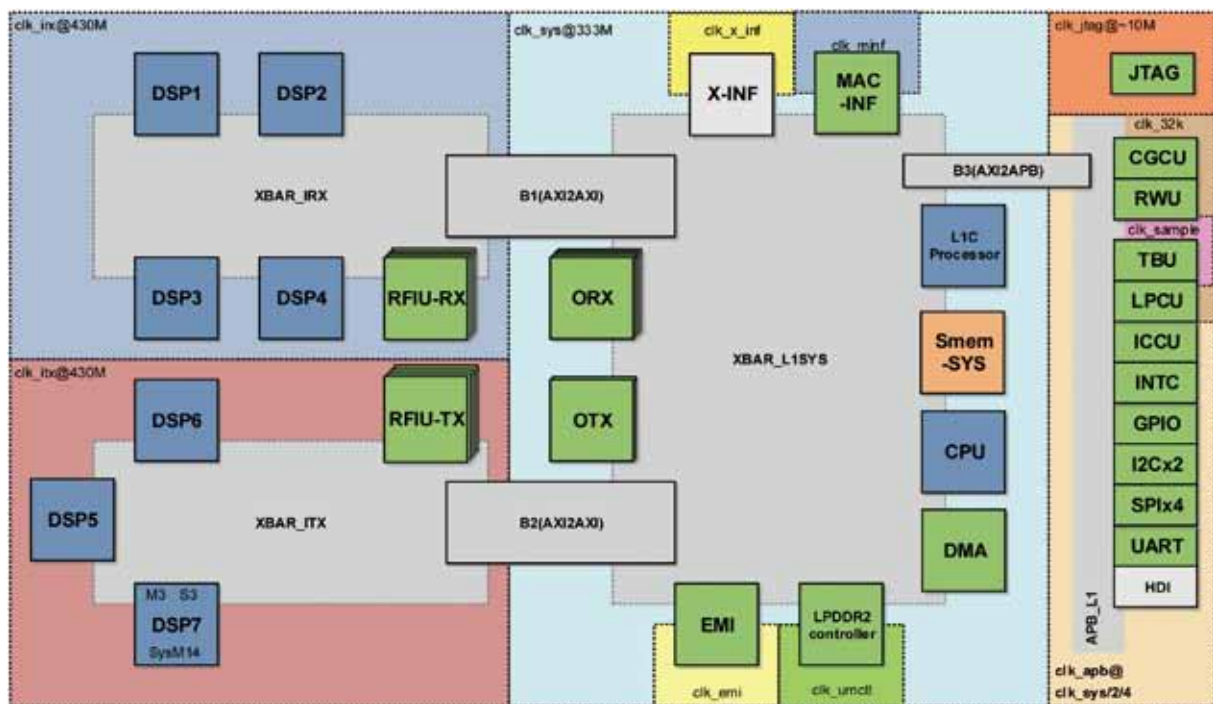 clk_irx@430M
DSP1
DSP2
XBAR_IRX
B1(AXI2AXI)
DSP3
DSP4
RFIU-RX
clk_itx@430M
DSP6
RFIU-TX
DSP5
XBAR_ITX
B2(AXI2AXI)
M3 S3
DSP7
SysM14
clk_sys@333M
clk_x_inf
clk_minf
X-INF
MAC
-INF
B3(AXI2APB)
ORX
L1C
Processor
XBAR_L1SYS
Smem
-SYS
OTX
CPU
DMA
EMI
LPDDR2
controller
clk_emi
clk_umctl
clk_jtag@~10M
JTAG
clk_32k
CGCU
RWU
clk_sample
TBU
LPCU
ICCU
INTC
GPIO
I2Cx2
SPIx4
UART
HDI
APB_L1
clk_apb@
clk_sys/2/4